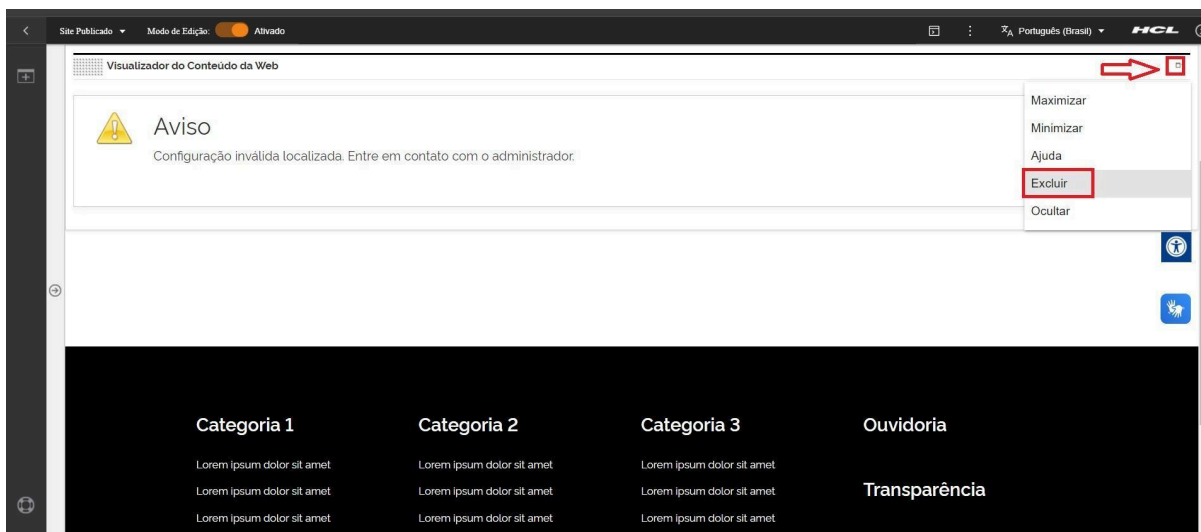 Site Publicado Modo de Edição: Ativado Português (Brasil) HCL
Visualizador do Conteúdo da Web
Aviso
Configuração inválida localizada. Entre em contato com o administrador.
Maximizar
Minimizar
Ajuda
Excluir
Ocultar
Categoria 1 Categoria 2 Categoria 3 Ouvidoria
Lorem ipsum dolor sit amet Lorem ipsum dolor sit amet Lorem ipsum dolor sit amet
Lorem ipsum dolor sit amet Lorem ipsum dolor sit amet Lorem ipsum dolor sit amet Transparência
Lorem ipsum dolor sit amet Lorem ipsum dolor sit amet Lorem ipsum dolor sit amet